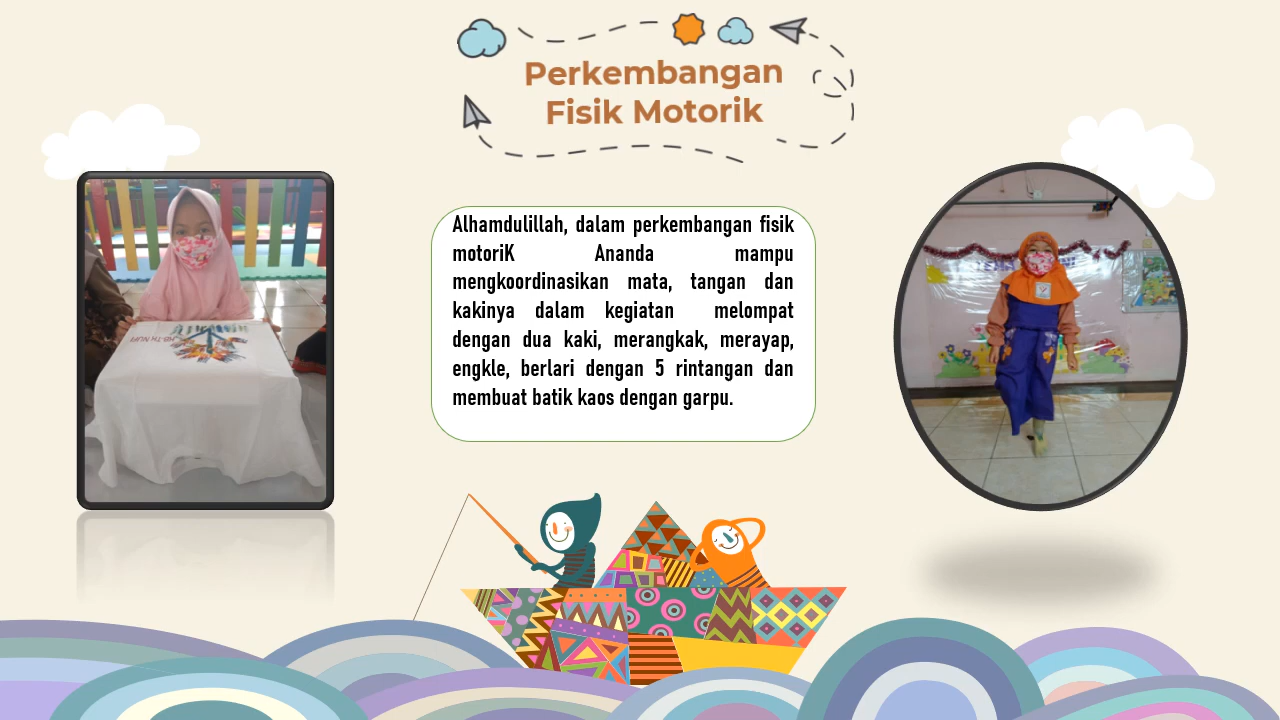 Perkembangan
Fisik Motorik
Alhamdulillah, dalam perkembangan fisik
motoriK Ananda mampu
mengkoordinasikan mata, tangan dan
kakinya dalam kegiatan melompat
dengan dua kaki, merangkak, merayap,
engkle, berlari dengan 5 rintangan dan
membuat batik kaos dengan garpu.